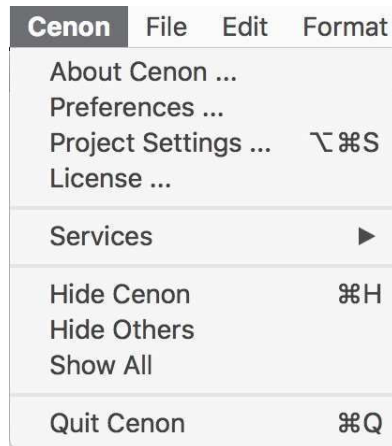 Cenon File Edit Format
About Cenon ...
Preferences ...
Project Settings ... ⌥⌘S
License ...
Services ▶
Hide Cenon ⌘H
Hide Others
Show All
Quit Cenon ⌘Q